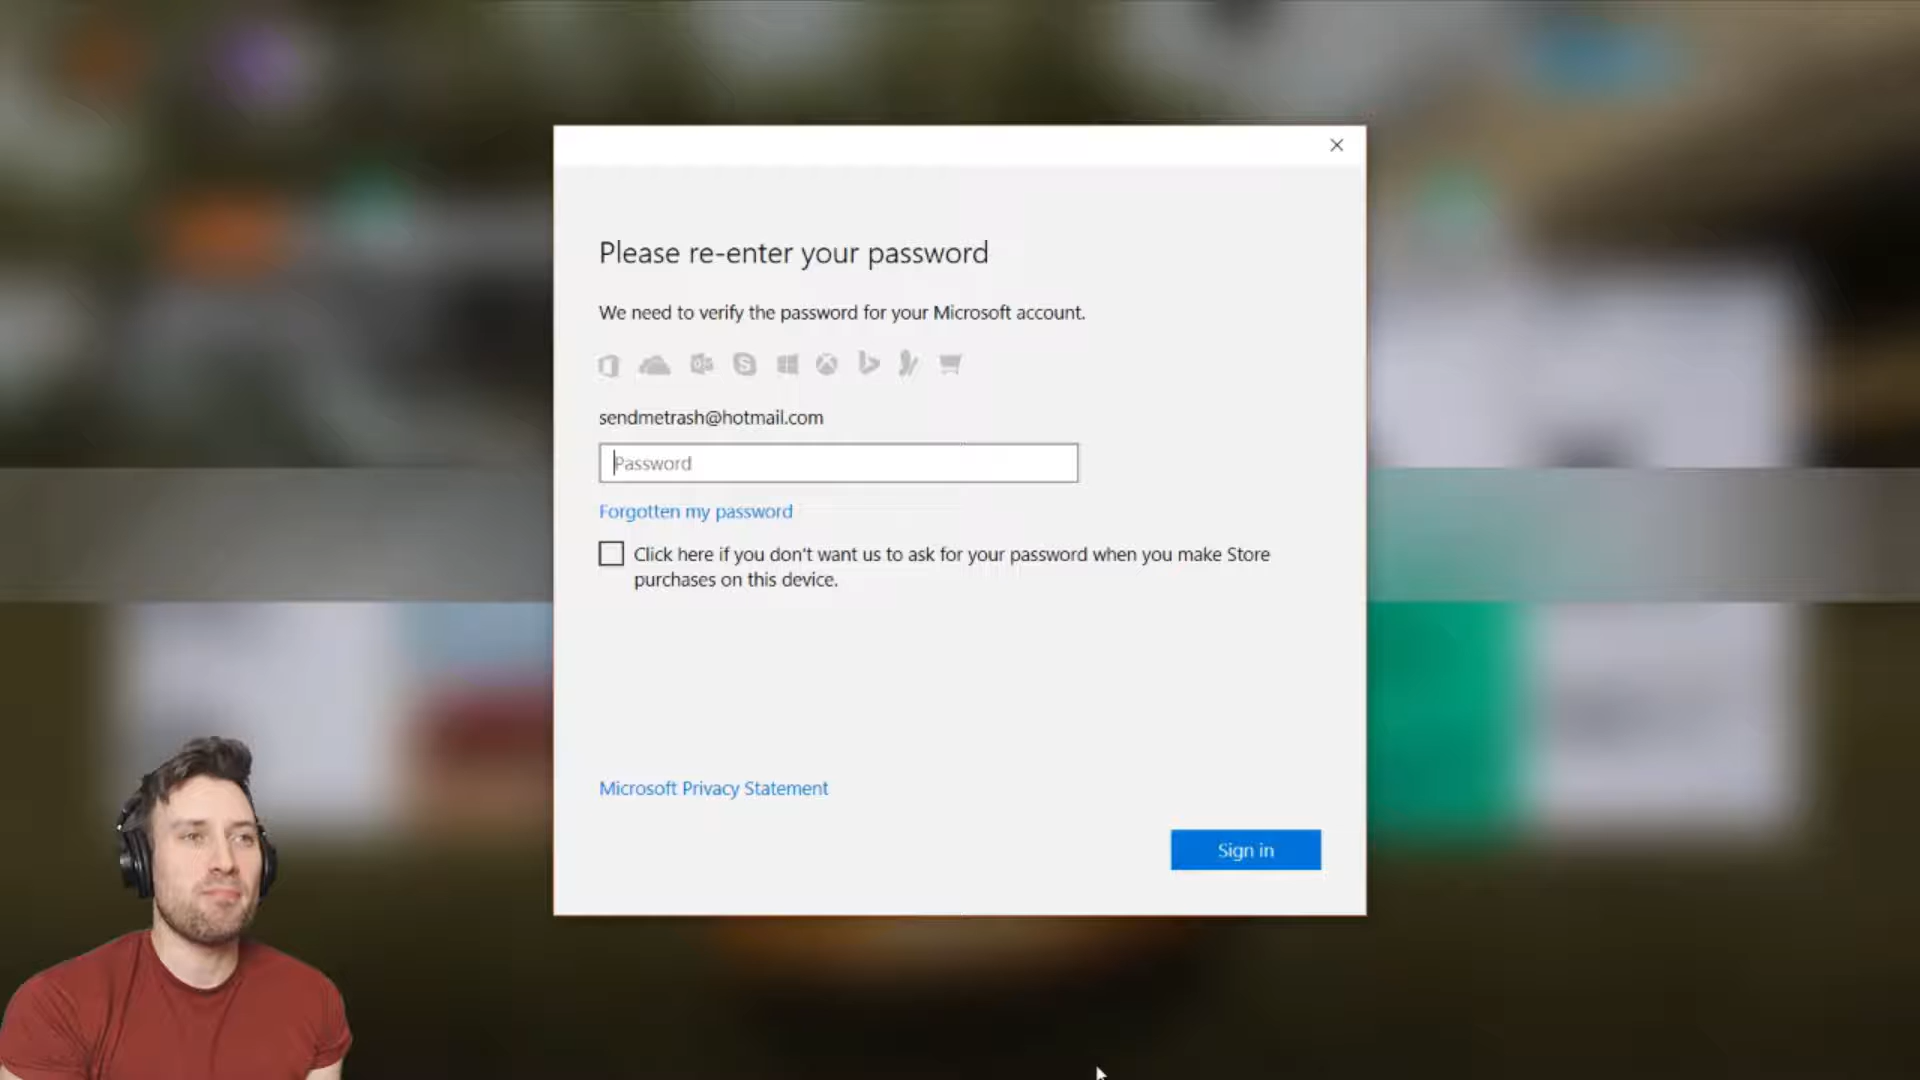 Please re-enter your password
We need to verify the password for your Microsoft account.
sendmetrash@hotmail.com
Password
Forgotten my password
Click here if you don't want us to ask for your password when you make Store
purchases on this device.
Microsoft Privacy Statement
Sign in